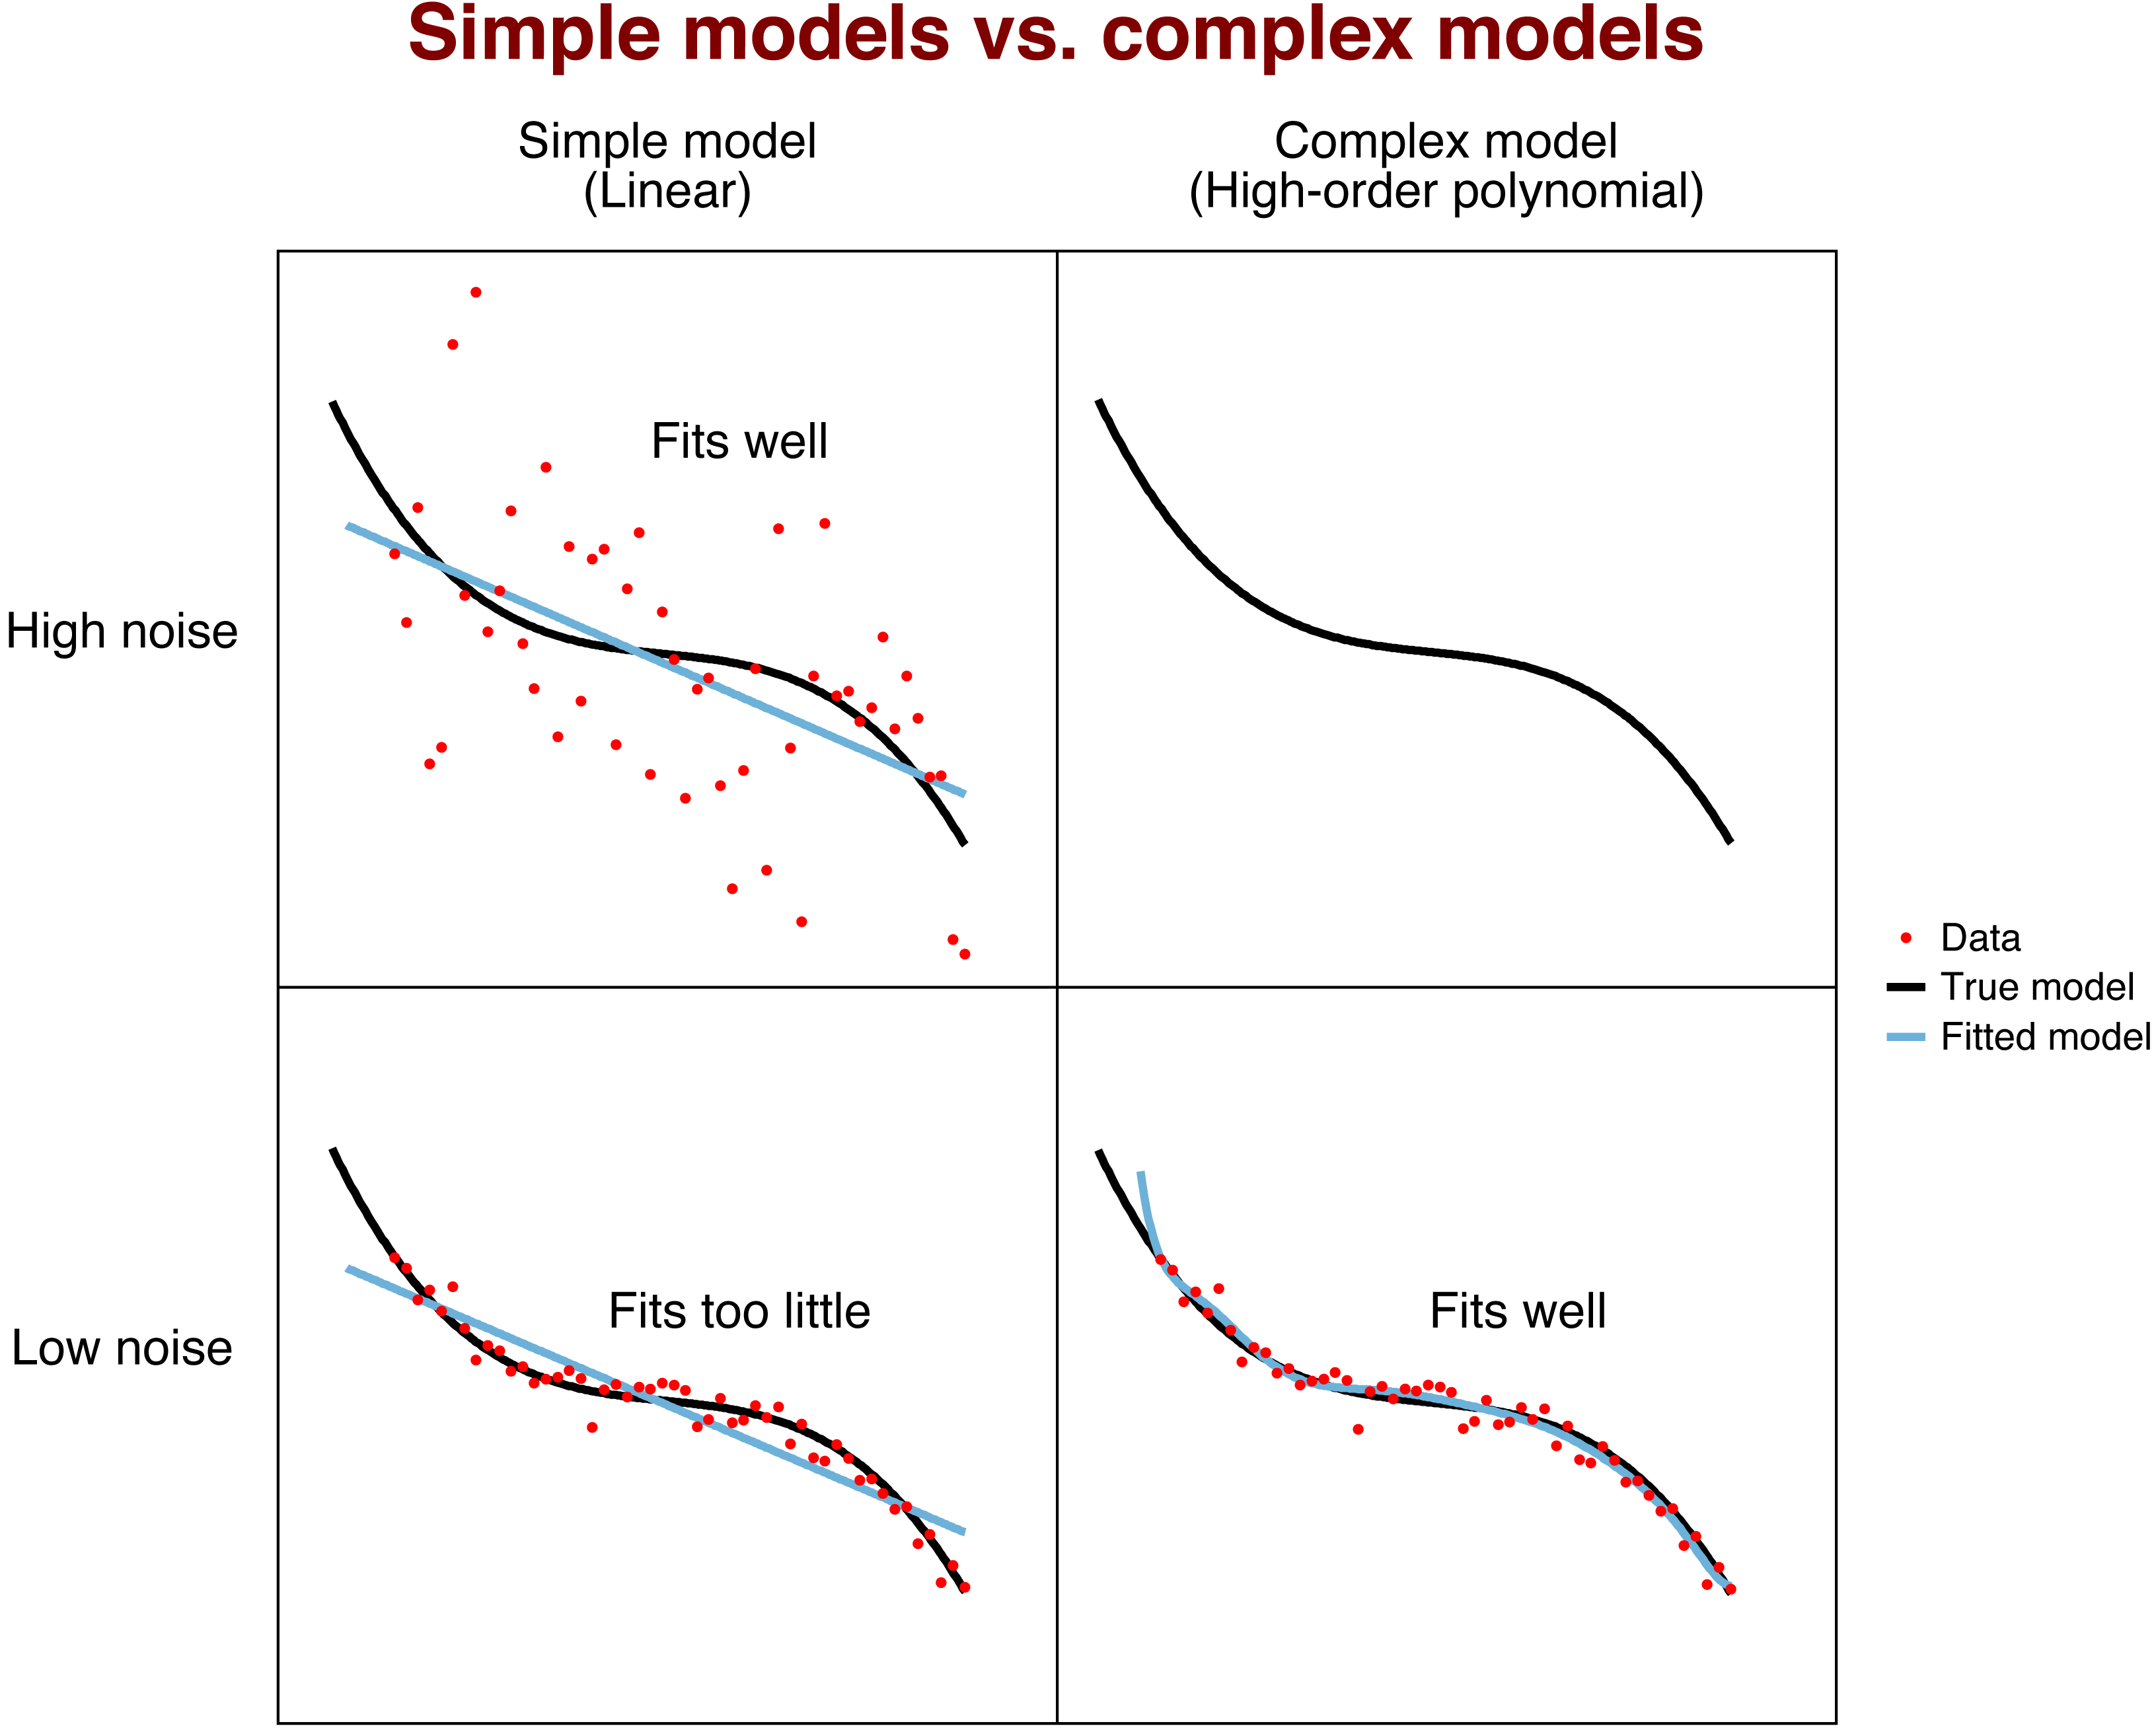 Simple models vs. complex models
Simple model
(Linear)
Complex model
(High-order polynomial)
Fits well
High noise
Data
True model
Fitted model
Fits too little
Fits well
Low noise